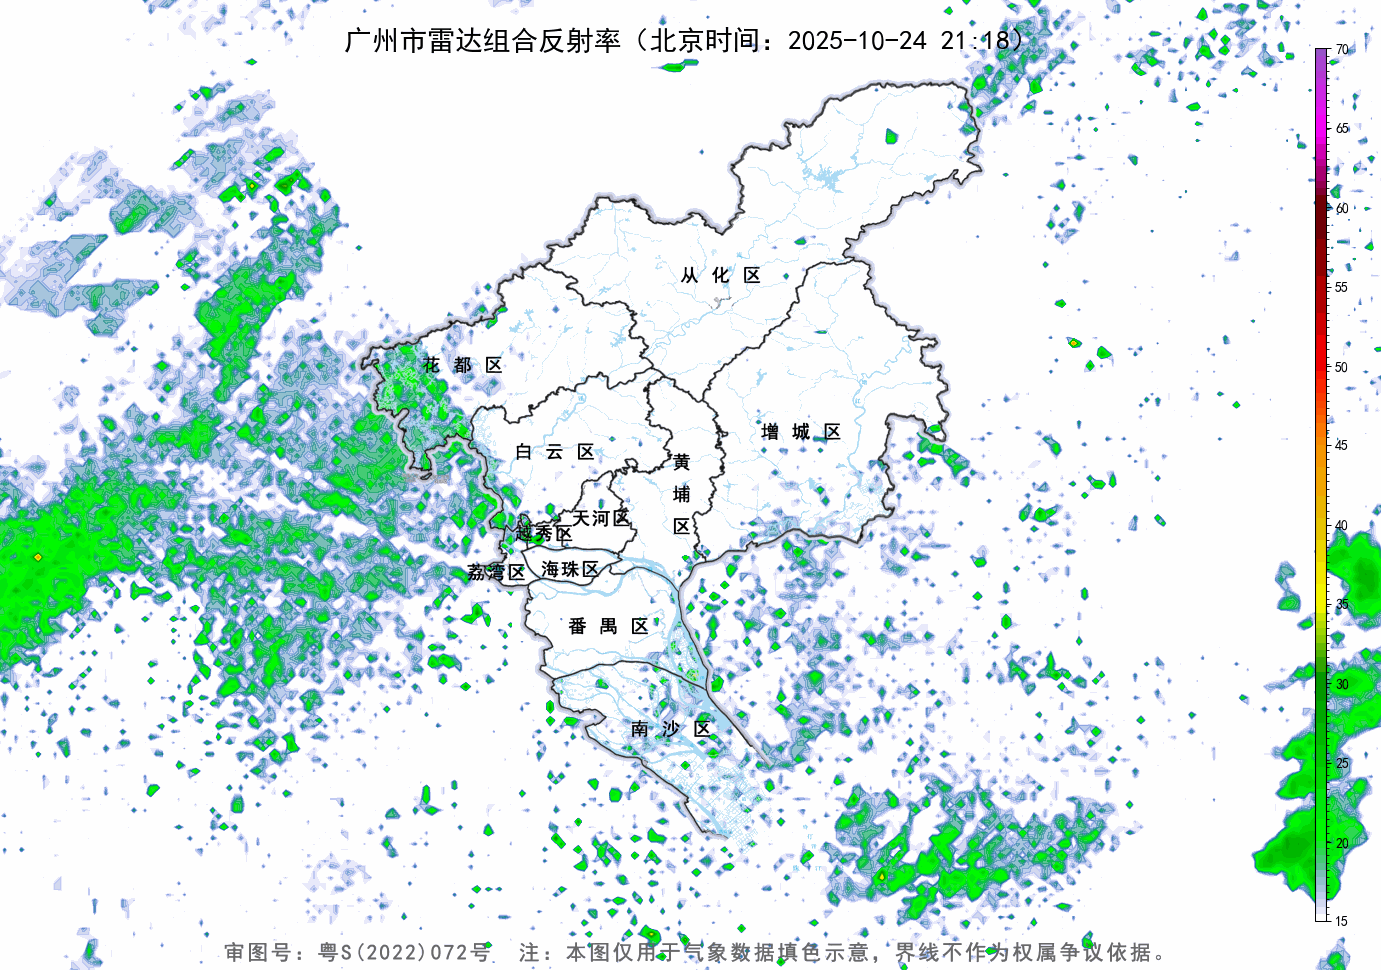 广州市雷达组合反射率（北京时间：2025-10-24 21:18）
70
65
60
55
50
45
40
35
30
25
20
15
从化区
花都区
增城区
白云区
黄埔区
天河区
越秀区
荔湾区
海珠区
番禺区
南沙区
审图号：粤S(2022)072号 注：本图仅用于气象数据填色示意，界线不作为权属争议依据。